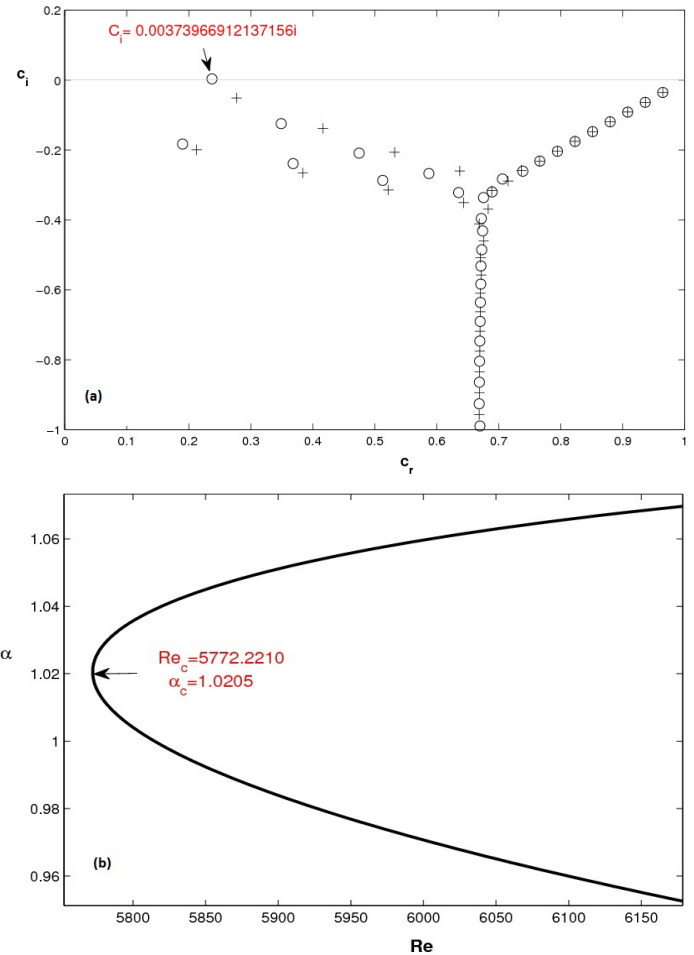 0.2
C_i= 0.00373966912137156i
c_i
0
−0.2
−0.4
−0.6
−0.8
(a)
−1
0 0.1 0.2 0.3 0.4 0.5 0.6 0.7 0.8 0.9 1
c_r
1.06
1.04
α
Re_c=5772.2210
1.02
α_c=1.0205
1
0.98
(b)
0.96
5800 5850 5900 5950 6000 6050 6100 6150
Re